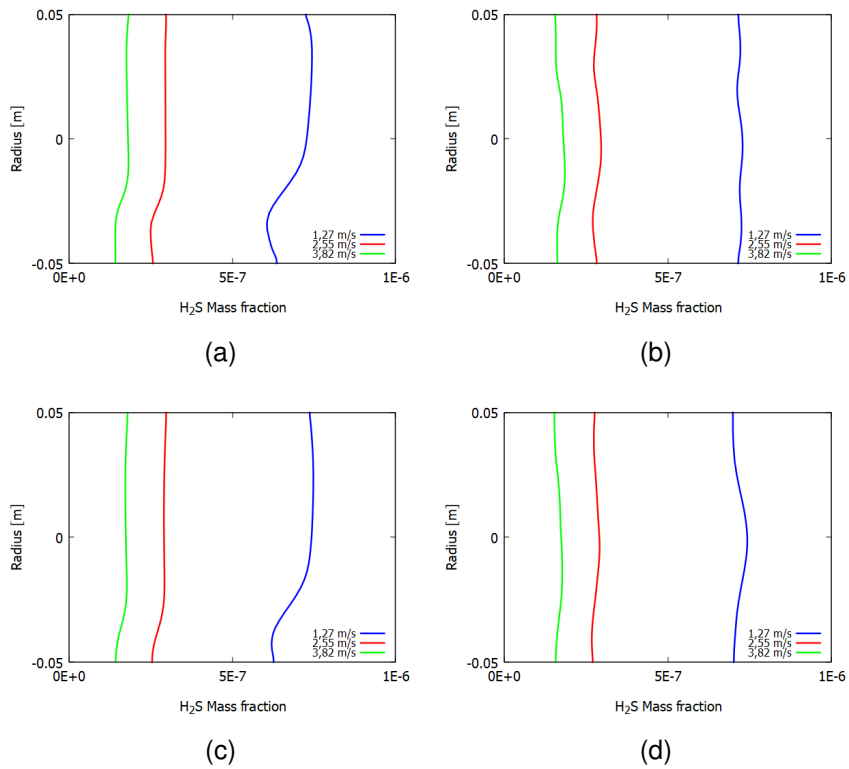 0.05
0
-0.05
Radius [m]
0E+0
5E-7
1E-6
H₂S Mass fraction
1,27 m/s
2,55 m/s
3,82 m/s
(a)
0.05
0
-0.05
Radius [m]
0E+0
5E-7
1E-6
H₂S Mass fraction
1,27 m/s
2,55 m/s
3,82 m/s
(b)
0.05
0
-0.05
Radius [m]
0E+0
5E-7
1E-6
H₂S Mass fraction
1,27 m/s
2,55 m/s
3,82 m/s
(c)
0.05
0
-0.05
Radius [m]
0E+0
5E-7
1E-6
H₂S Mass fraction
1,27 m/s
2,55 m/s
3,82 m/s
(d)